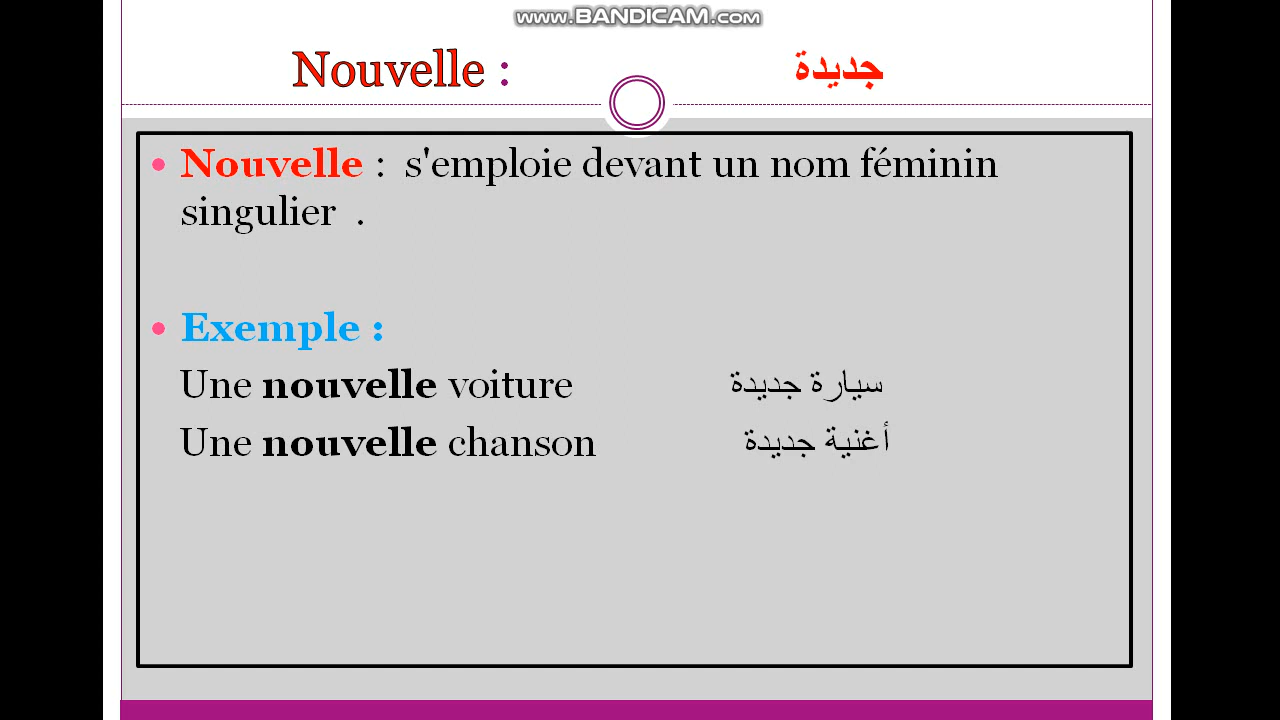 www.BANDICAM.com
Nouvelle : جديدة
Nouvelle : s'emploie devant un nom féminin
singulier .
Exemple :
Une nouvelle voiture سيارة جديدة
Une nouvelle chanson أغنية جديدة